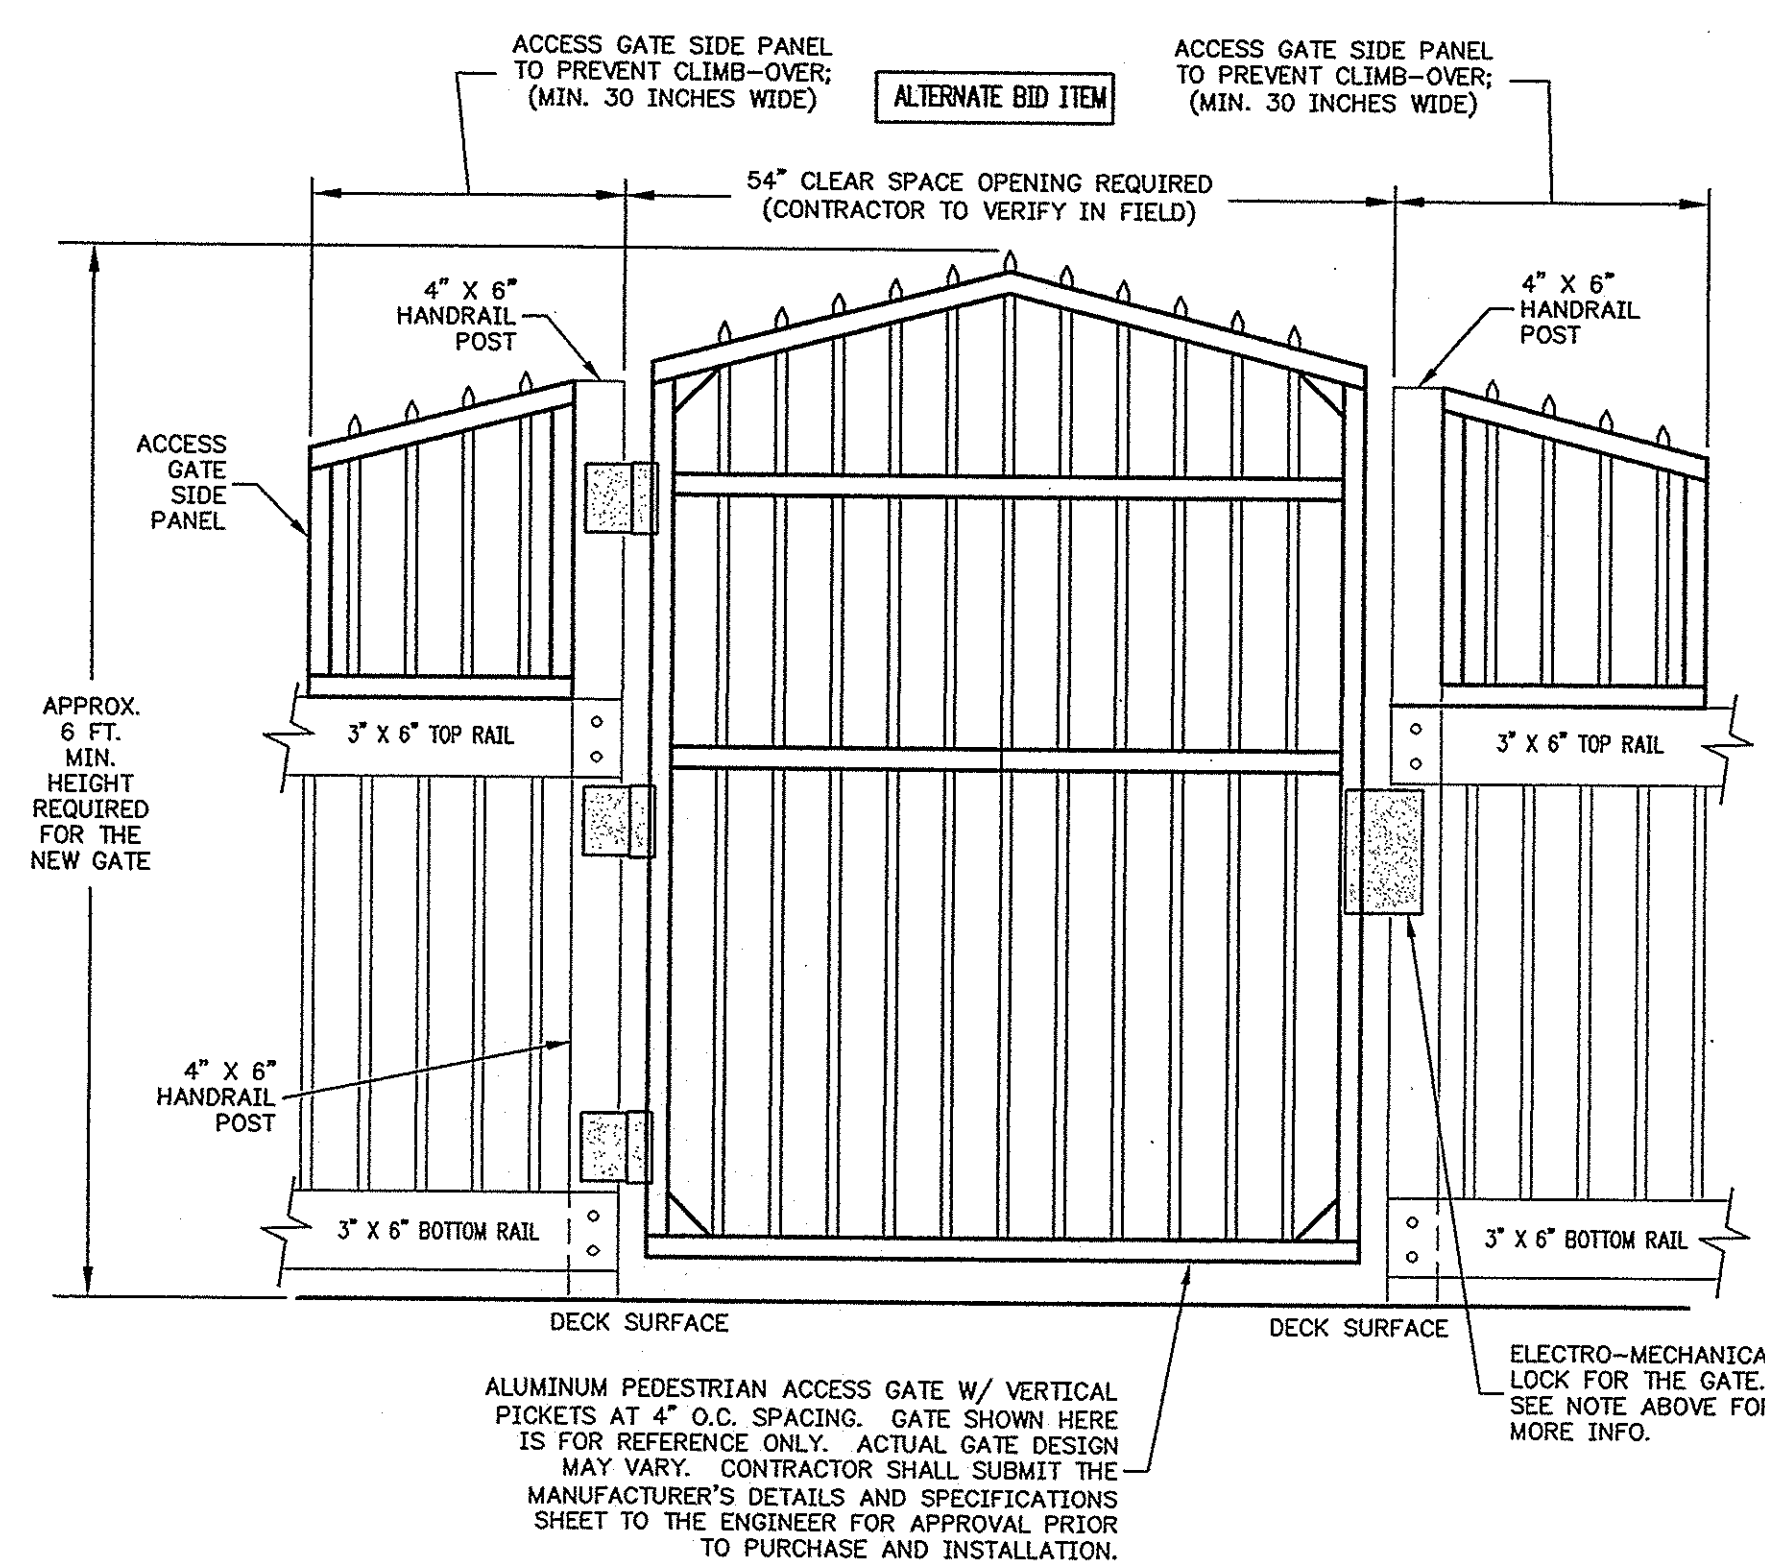 ACCESS GATE SIDE PANEL
TO PREVENT CLIMB-OVER;
(MIN. 30 INCHES WIDE)
ALTERNATE BID ITEM
ACCESS GATE SIDE PANEL
TO PREVENT CLIMB-OVER;
(MIN. 30 INCHES WIDE)
54" CLEAR SPACE OPENING REQUIRED
(CONTRACTOR TO VERIFY IN FIELD)
4" X 6"
HANDRAIL
POST
4" X 6"
HANDRAIL
POST
ACCESS
GATE
SIDE
PANEL
APPROX.
6 FT.
MIN.
HEIGHT
REQUIRED
FOR THE
NEW GATE
3" X 6" TOP RAIL
3" X 6" TOP RAIL
4" X 6"
HANDRAIL
POST
3" X 6" BOTTOM RAIL
3" X 6" BOTTOM RAIL
DECK SURFACE
DECK SURFACE
ELECTRO-MECHANICA
LOCK FOR THE GATE.
SEE NOTE ABOVE FOR
MORE INFO.
ALUMINUM PEDESTRIAN ACCESS GATE W/ VERTICAL
PICKETS AT 4" O.C. SPACING. GATE SHOWN HERE
IS FOR REFERENCE ONLY. ACTUAL GATE DESIGN
MAY VARY. CONTRACTOR SHALL SUBMIT THE
MANUFACTURER'S DETAILS AND SPECIFICATIONS
SHEET TO THE ENGINEER FOR APPROVAL PRIOR
TO PURCHASE AND INSTALLATION.